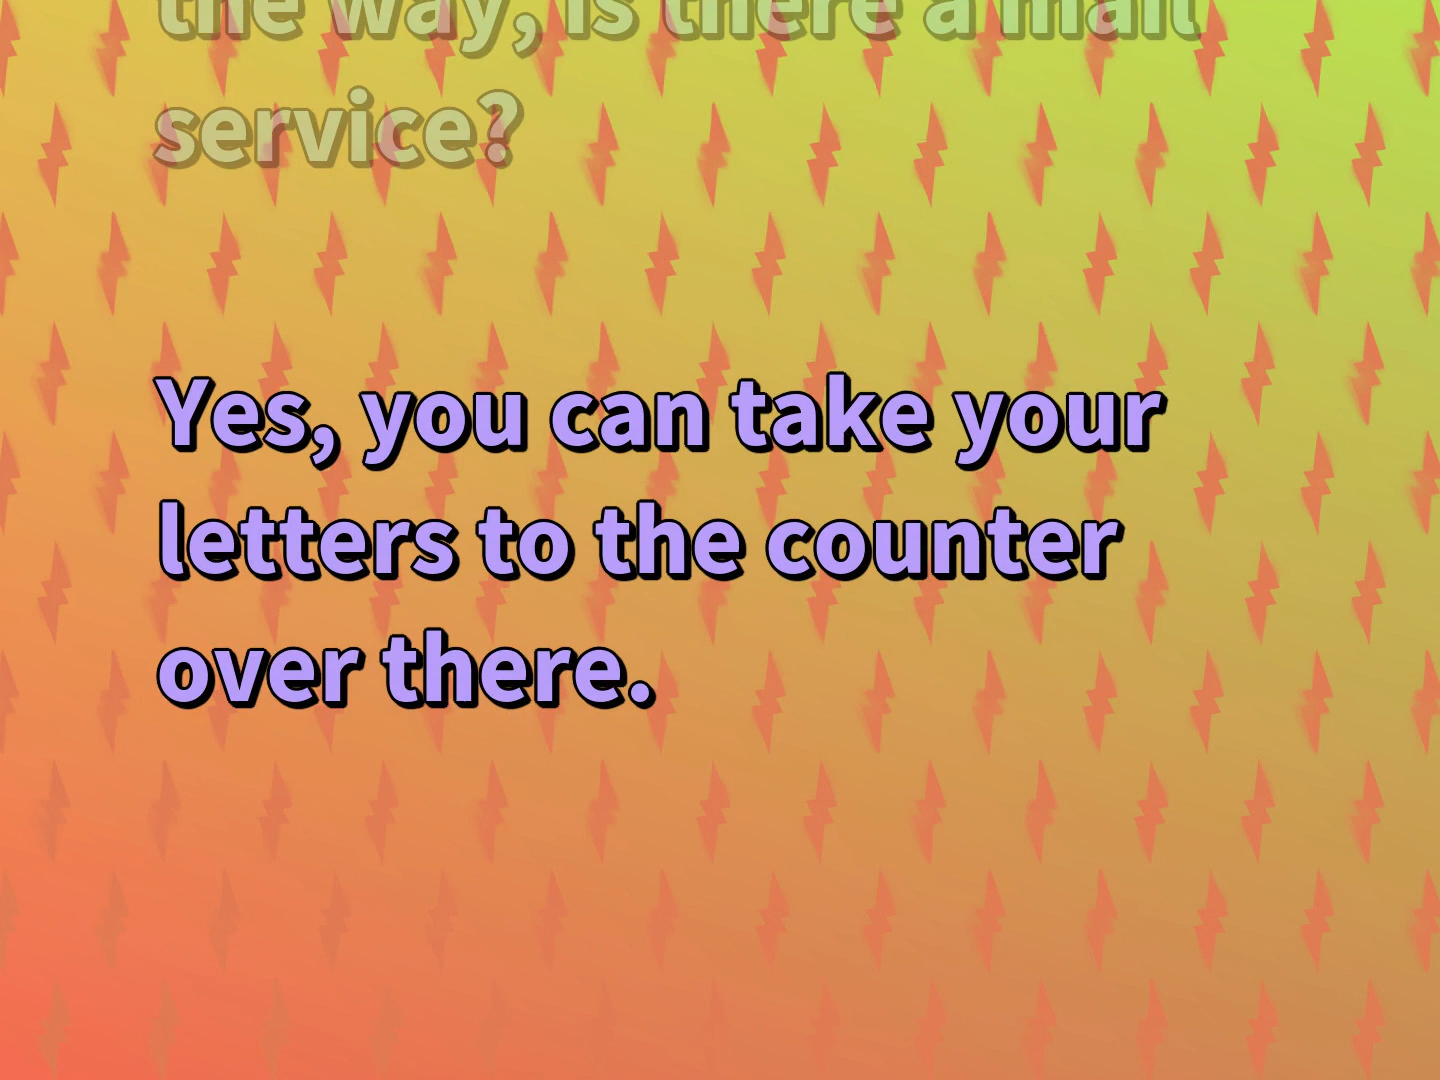 the way, is there a mail
service?
Yes, you can take your
letters to the counter
over there.